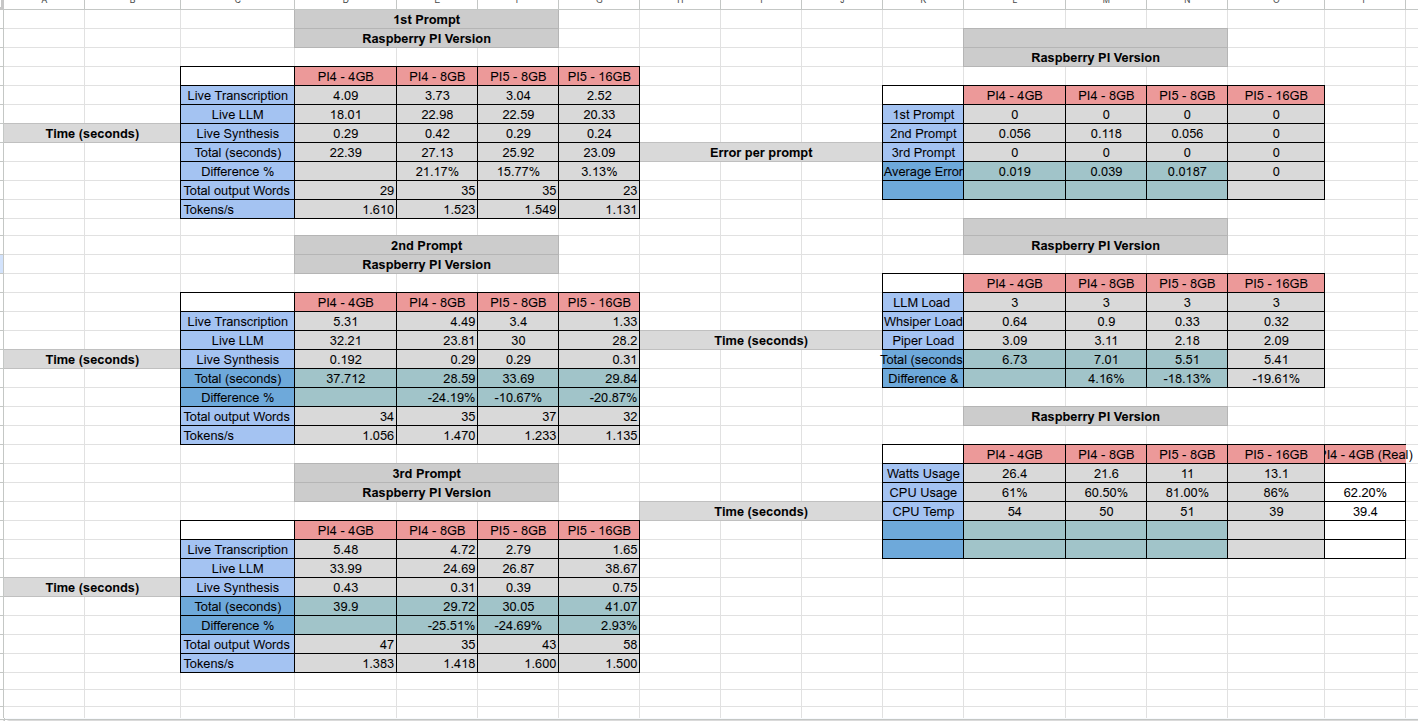 1st Prompt
Raspberry PI Version
PI4 - 4GB PI4 - 8GB PI5 - 8GB PI5 - 16GB
Live Transcription 4.09 3.73 3.04 2.52
Live LLM 18.01 22.98 22.59 20.33
Time (seconds) Live Synthesis 0.29 0.42 0.29 0.24
Total (seconds) 22.39 27.13 25.92 23.09
Difference % 21.17% 15.77% 3.13%
Total output Words 29 35 35 23
Tokens/s 1.610 1.523 1.549 1.131
2nd Prompt
Raspberry PI Version
PI4 - 4GB PI4 - 8GB PI5 - 8GB PI5 - 16GB
Live Transcription 5.31 4.49 3.4 1.33
Live LLM 32.21 23.81 30 28.2
Time (seconds) Live Synthesis 0.192 0.29 0.29 0.31
Total (seconds) 37.712 28.59 33.69 29.84
Difference % -24.19% -10.67% -20.87%
Total output Words 34 35 37 32
Tokens/s 1.056 1.470 1.233 1.135
3rd Prompt
Raspberry PI Version
PI4 - 4GB PI4 - 8GB PI5 - 8GB PI5 - 16GB
Live Transcription 5.48 4.72 2.79 1.65
Live LLM 33.99 24.69 26.87 38.67
Time (seconds) Live Synthesis 0.43 0.31 0.39 0.75
Total (seconds) 39.9 29.72 30.05 41.07
Difference % -25.51% -24.69% 2.93%
Total output Words 47 35 43 58
Tokens/s 1.383 1.418 1.600 1.500
Raspberry PI Version
PI4 - 4GB PI4 - 8GB PI5 - 8GB PI5 - 16GB
1st Prompt 0 0 0 0
2nd Prompt 0.056 0.118 0.056 0
Error per prompt 3rd Prompt 0 0 0 0
Average Error 0.019 0.039 0.0187 0
Raspberry PI Version
PI4 - 4GB PI4 - 8GB PI5 - 8GB PI5 - 16GB
LLM Load 3 3 3 3
Whsiper Load 0.64 0.9 0.33 0.32
Time (seconds) Piper Load 3.09 3.11 2.18 2.09
Total (seconds 6.73 7.01 5.51 5.41
Difference & 4.16% -18.13% -19.61%
Raspberry PI Version
PI4 - 4GB PI4 - 8GB PI5 - 8GB PI5 - 16GB PI4 - 4GB (Real)
Watts Usage 26.4 21.6 11 13.1
CPU Usage 61% 60.50% 81.00% 86% 62.20%
Time (seconds) CPU Temp 54 50 51 39 39.4